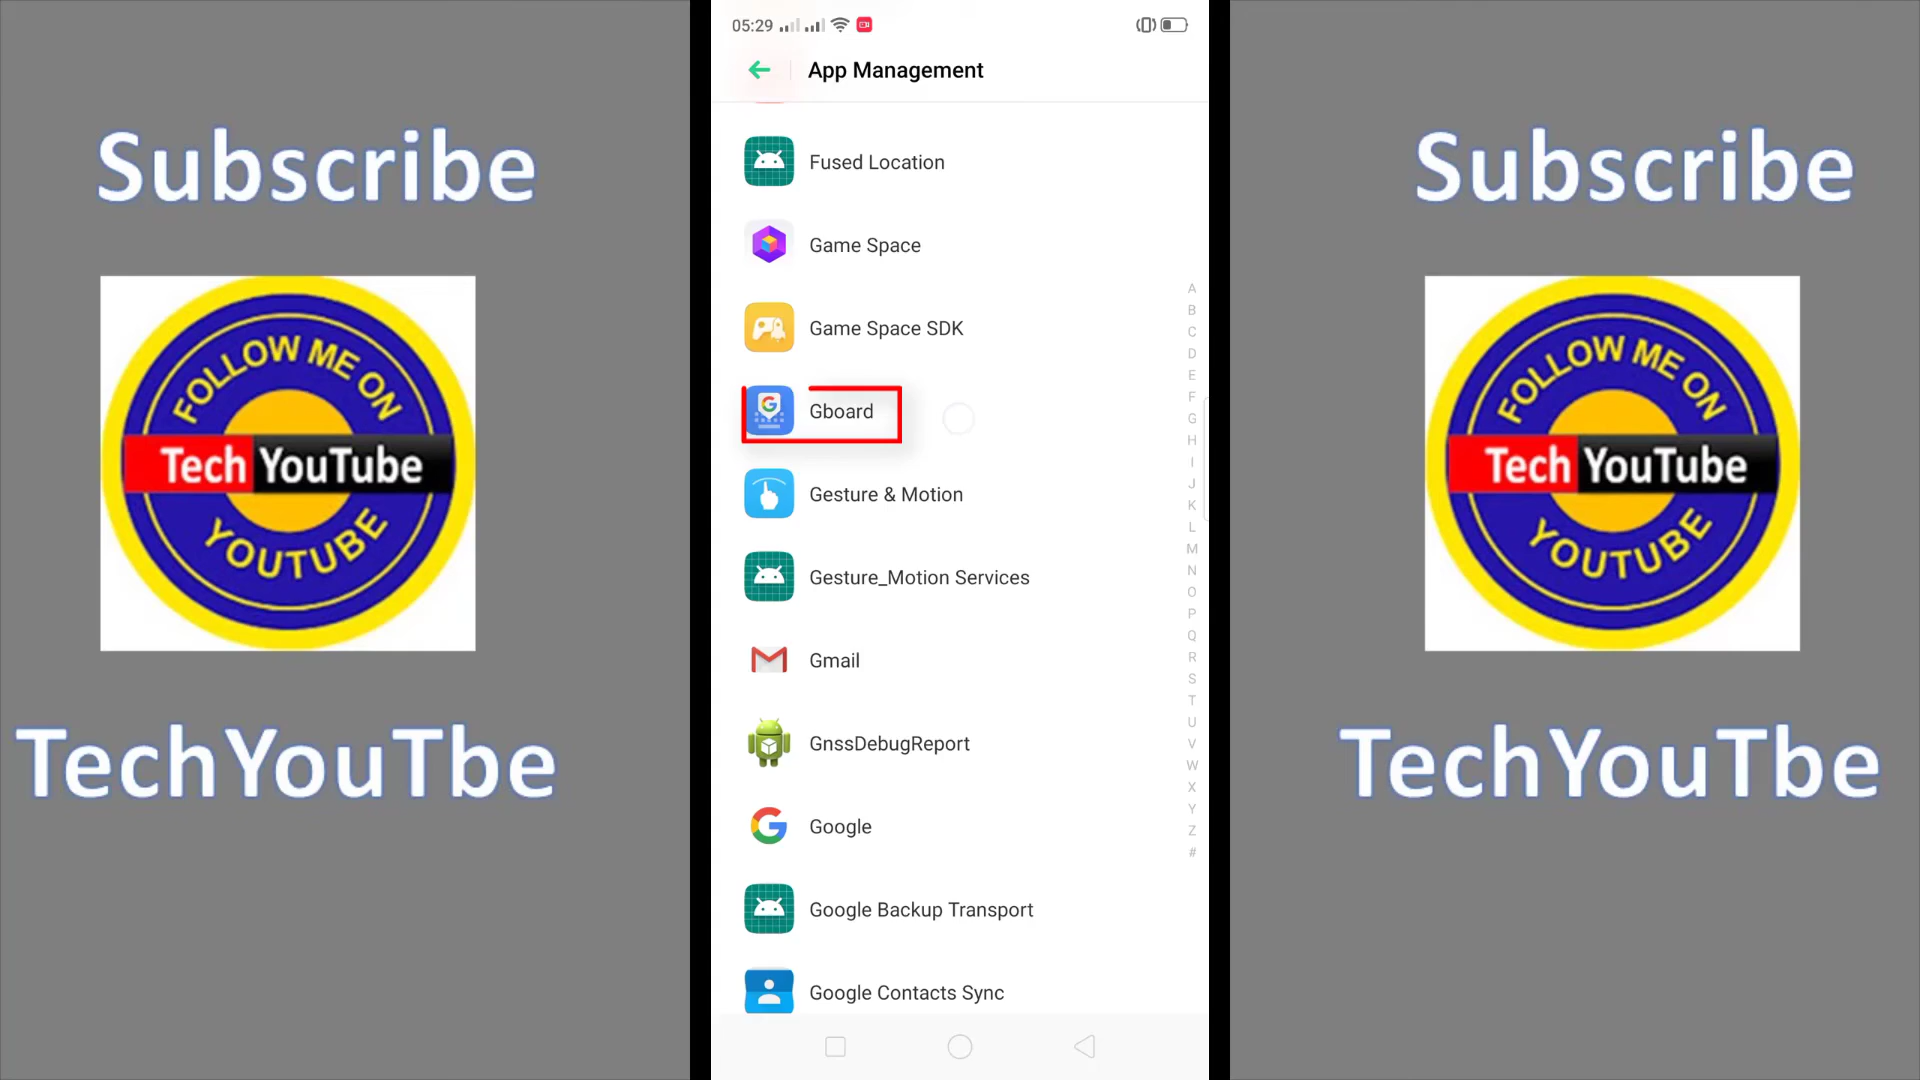 Subscribe
FOLLOW ME ON
Tech YouTube
YOUTUBE
TechYouTbe
05:29
App Management
Fused Location
Game Space
Game Space SDK
Gboard
Gesture & Motion
Gesture_Motion Services
Gmail
GnssDebugReport
Google
Google Backup Transport
Google Contacts Sync
A
B
C
D
E
F
G
H
I
J
K
L
M
N
O
P
Q
R
S
T
U
V
W
X
Y
Z
#
Subscribe
FOLLOW ME ON
Tech YouTube
YOUTUBE
TechYouTbe